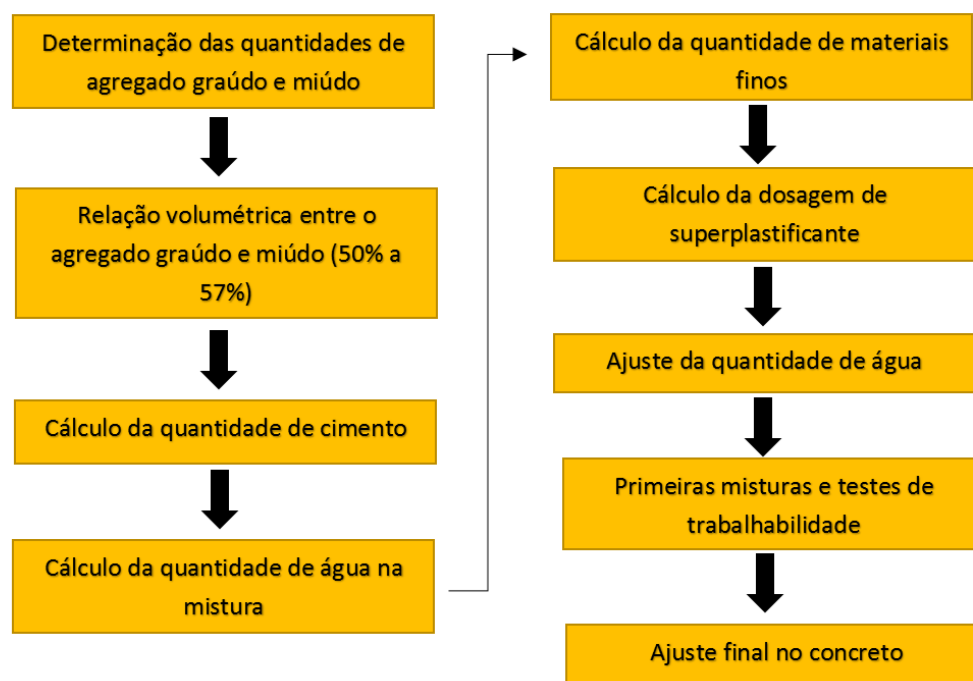 Determinação das quantidades de
agregado graúdo e miúdo
Relação volumétrica entre o
agregado graúdo e miúdo (50% a
57%)
Cálculo da quantidade de cimento
Cálculo da quantidade de água na
mistura
Cálculo da quantidade de materiais
finos
Cálculo da dosagem de
superplastificante
Ajuste da quantidade de água
Primeiras misturas e testes de
trabalhabilidade
Ajuste final no concreto